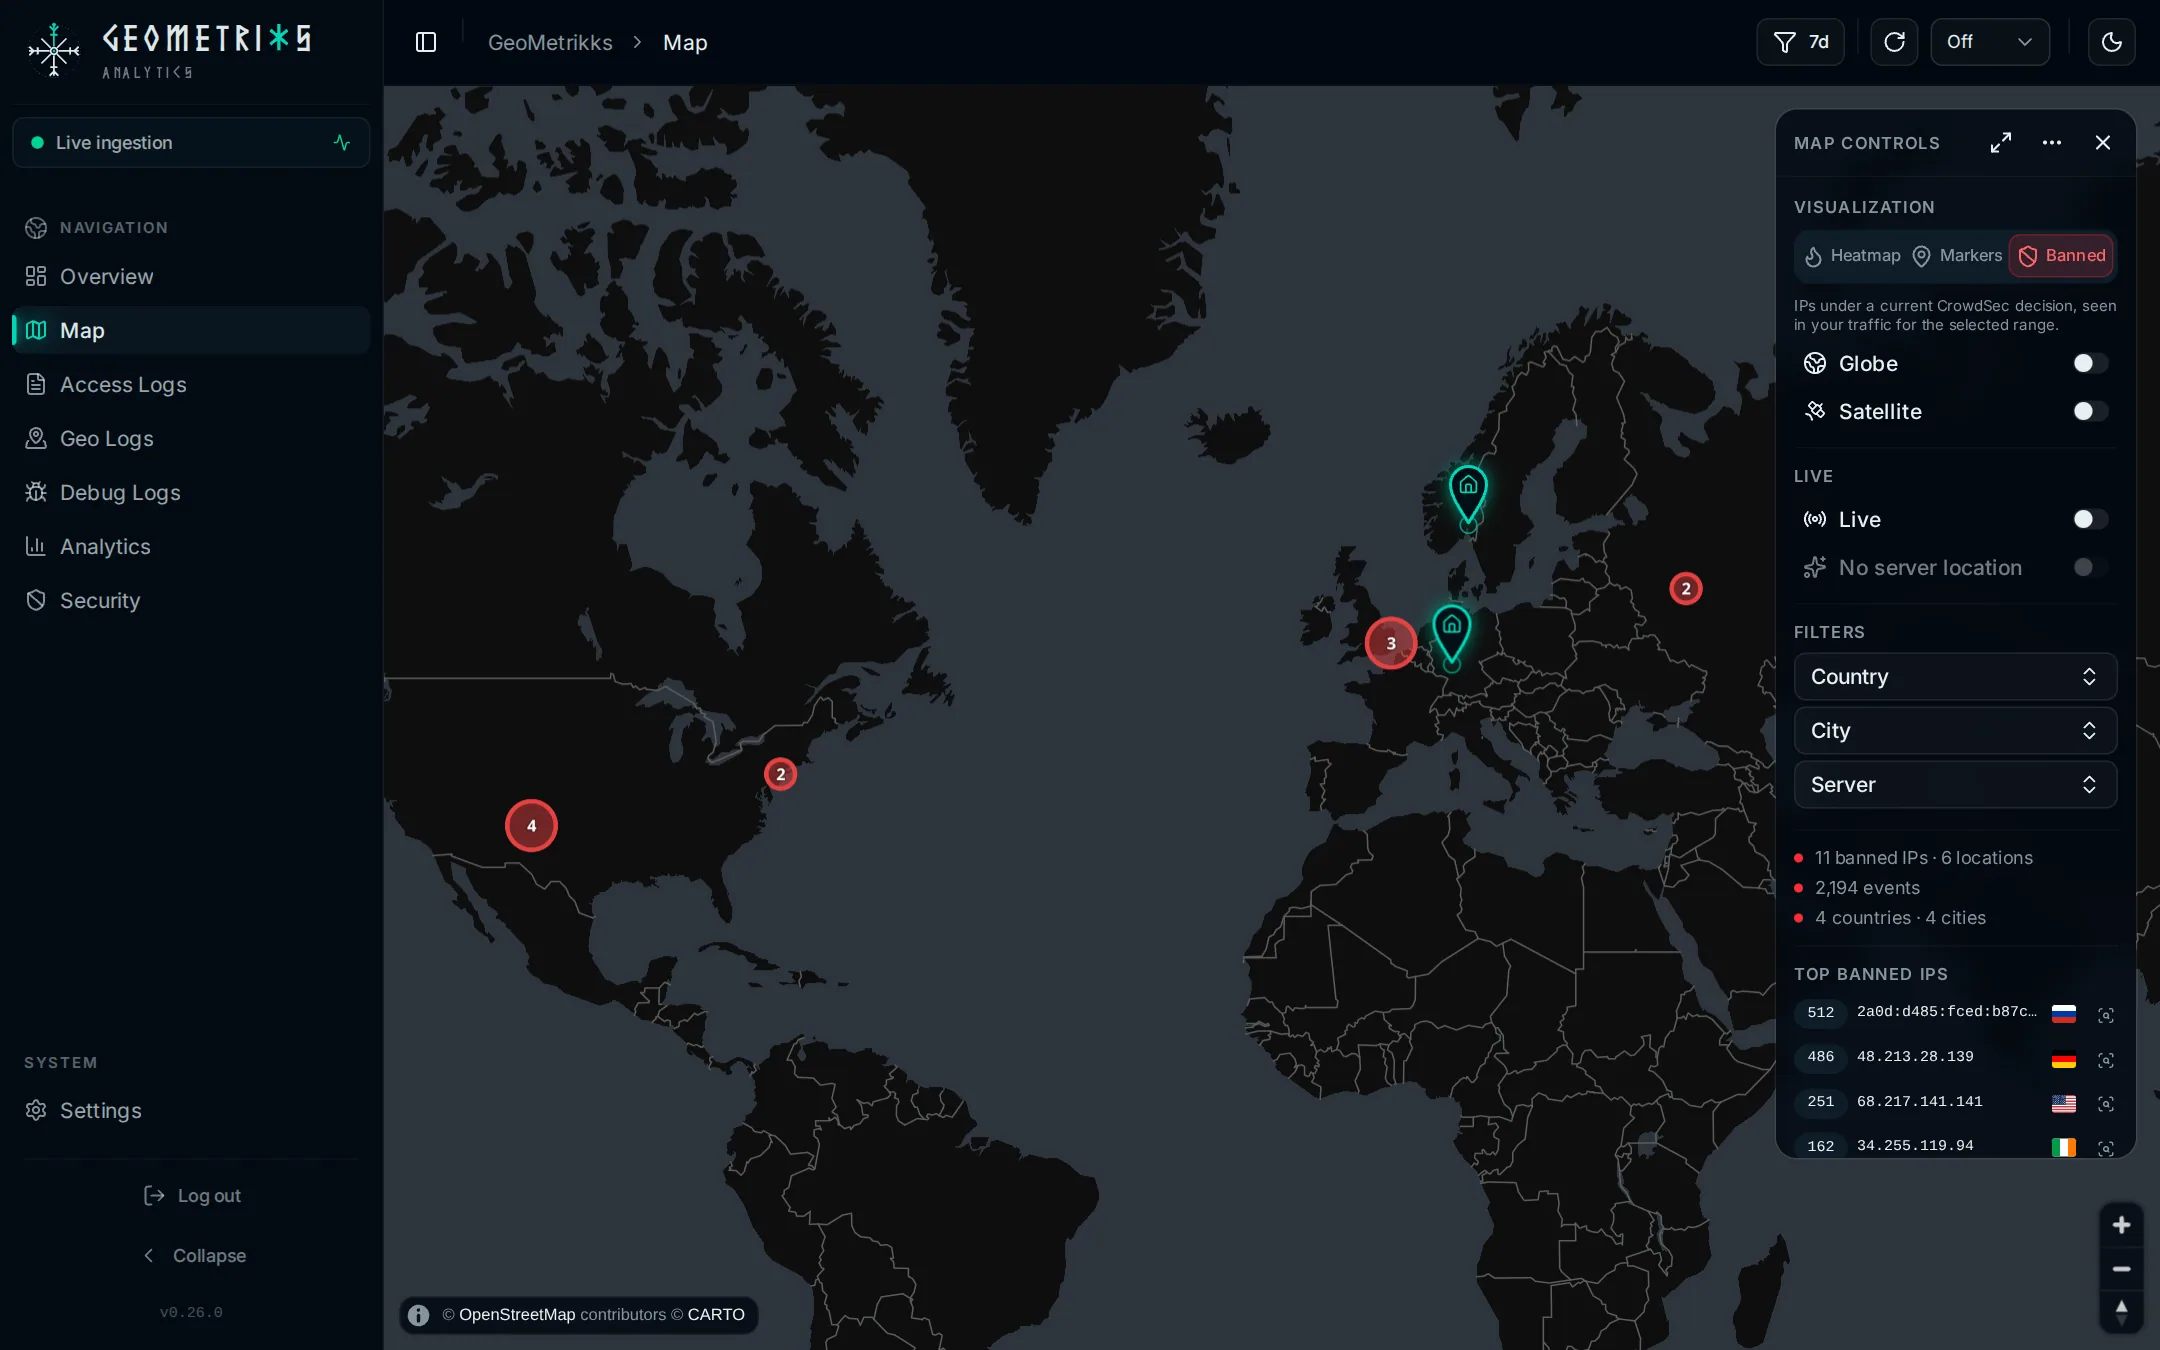 GEOMETRIKS
ANALYTICS
Live ingestion
NAVIGATION
Overview
Map
Access Logs
Geo Logs
Debug Logs
Analytics
Security
SYSTEM
Settings
Log out
Collapse
v0.26.0
GeoMetrikks > Map
7d
Off
MAP CONTROLS
VISUALIZATION
Heatmap Markers Banned
IPs under a current CrowdSec decision, seen
in your traffic for the selected range.
Globe
Satellite
LIVE
Live
No server location
FILTERS
Country
City
Server
11 banned IPs · 6 locations
2,194 events
4 countries · 4 cities
TOP BANNED IPS
512 2a0d:d485:fced:b87c…
486 48.213.28.139
251 68.217.141.141
162 34.255.119.94
2
3
2
4
© OpenStreetMap contributors © CARTO